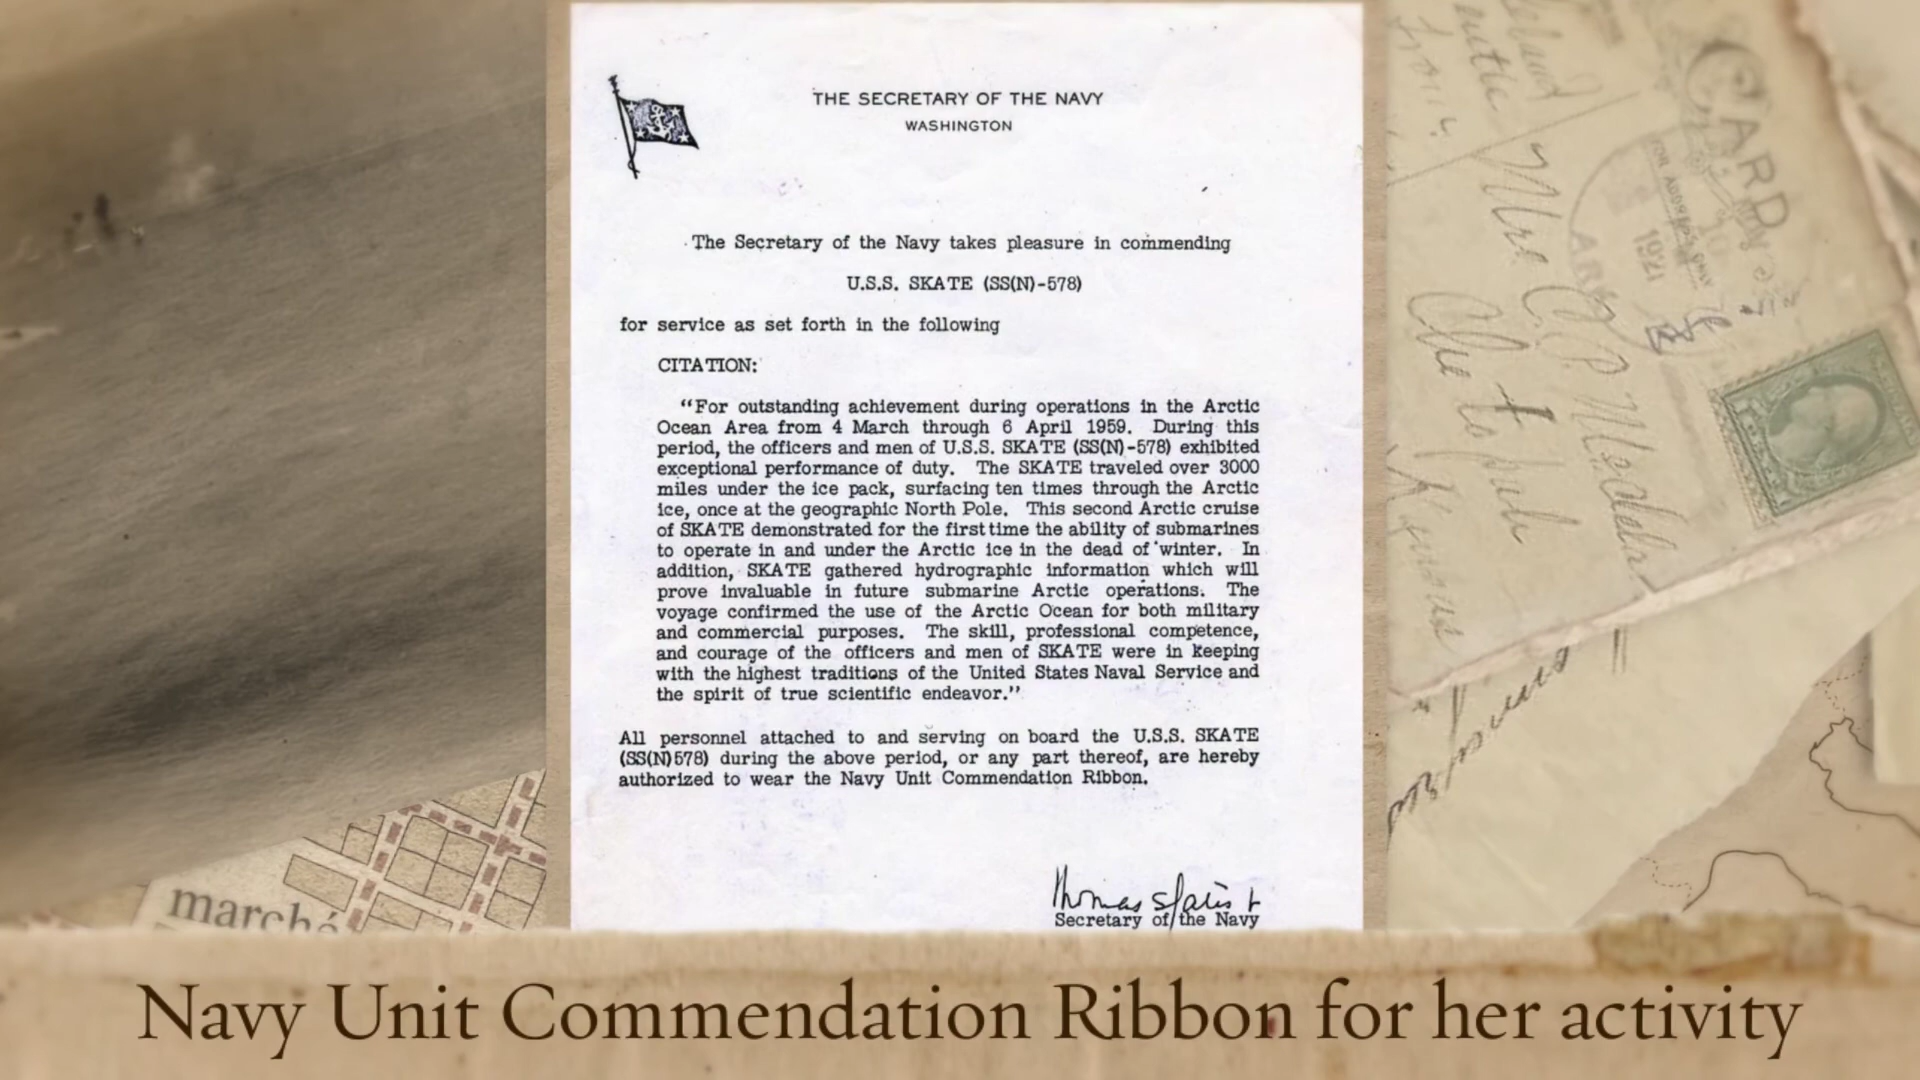 THE SECRETARY OF THE NAVY
WASHINGTON
The Secretary of the Navy takes pleasure in commending
U.S.S. SKATE (SS(N)-578)
for service as set forth in the following
CITATION:
“For outstanding achievement during operations in the Arctic
Ocean Area from 4 March through 6 April 1959. During this
period, the officers and men of U.S.S. SKATE (SS(N)-578) exhibited
exceptional performance of duty. The SKATE traveled over 3000
miles under the ice pack, surfacing ten times through the Arctic
ice, once at the geographic North Pole. This second Arctic cruise
of SKATE demonstrated for the first time the ability of submarines
to operate in and under the Arctic ice in the dead of winter. In
addition, SKATE gathered hydrographic information which will
prove invaluable in future submarine Arctic operations. The
voyage confirmed the use of the Arctic Ocean for both military
and commercial purposes. The skill, professional competence,
and courage of the officers and men of SKATE were in keeping
with the highest traditions of the United States Naval Service and
the spirit of true scientific endeavor.”
All personnel attached to and serving on board the U.S.S. SKATE
(SS(N)578) during the above period, or any part thereof, are hereby
authorized to wear the Navy Unit Commendation Ribbon.
Secretary of the Navy
CARD
1921
Mrs
marché
Navy Unit Commendation Ribbon for her activity